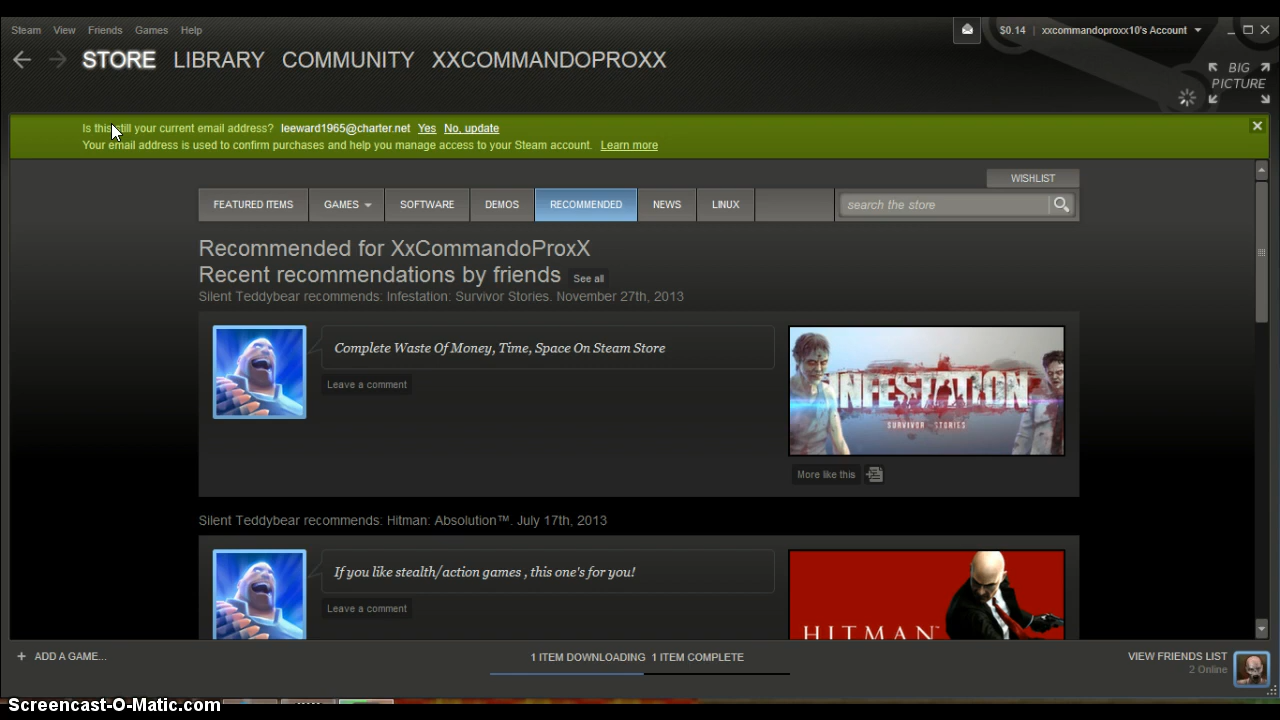 Steam View Friends Games Help
$0.14 | xxcommandoproxx10's Account
STORE LIBRARY COMMUNITY XXCOMMANDOPROXX
BIG
PICTURE
Is this still your current email address? leeward1965@charter.net Yes No, update
Your email address is used to confirm purchases and help you manage access to your Steam account. Learn more
WISHLIST
FEATURED ITEMS GAMES SOFTWARE DEMOS RECOMMENDED NEWS LINUX search the store
Recommended for XxCommandoProxX
Recent recommendations by friends See all
Silent Teddybear recommends: Infestation: Survivor Stories. November 27th, 2013
Complete Waste Of Money, Time, Space On Steam Store
Leave a comment
INFESTATION
SURVIVOR STORIES
More like this
Silent Teddybear recommends: Hitman: Absolution™. July 17th, 2013
If you like stealth/action games , this one's for you!
Leave a comment
HITMAN™
+ ADD A GAME...
1 ITEM DOWNLOADING 1 ITEM COMPLETE
VIEW FRIENDS LIST
2 Online
Screencast-O-Matic.com